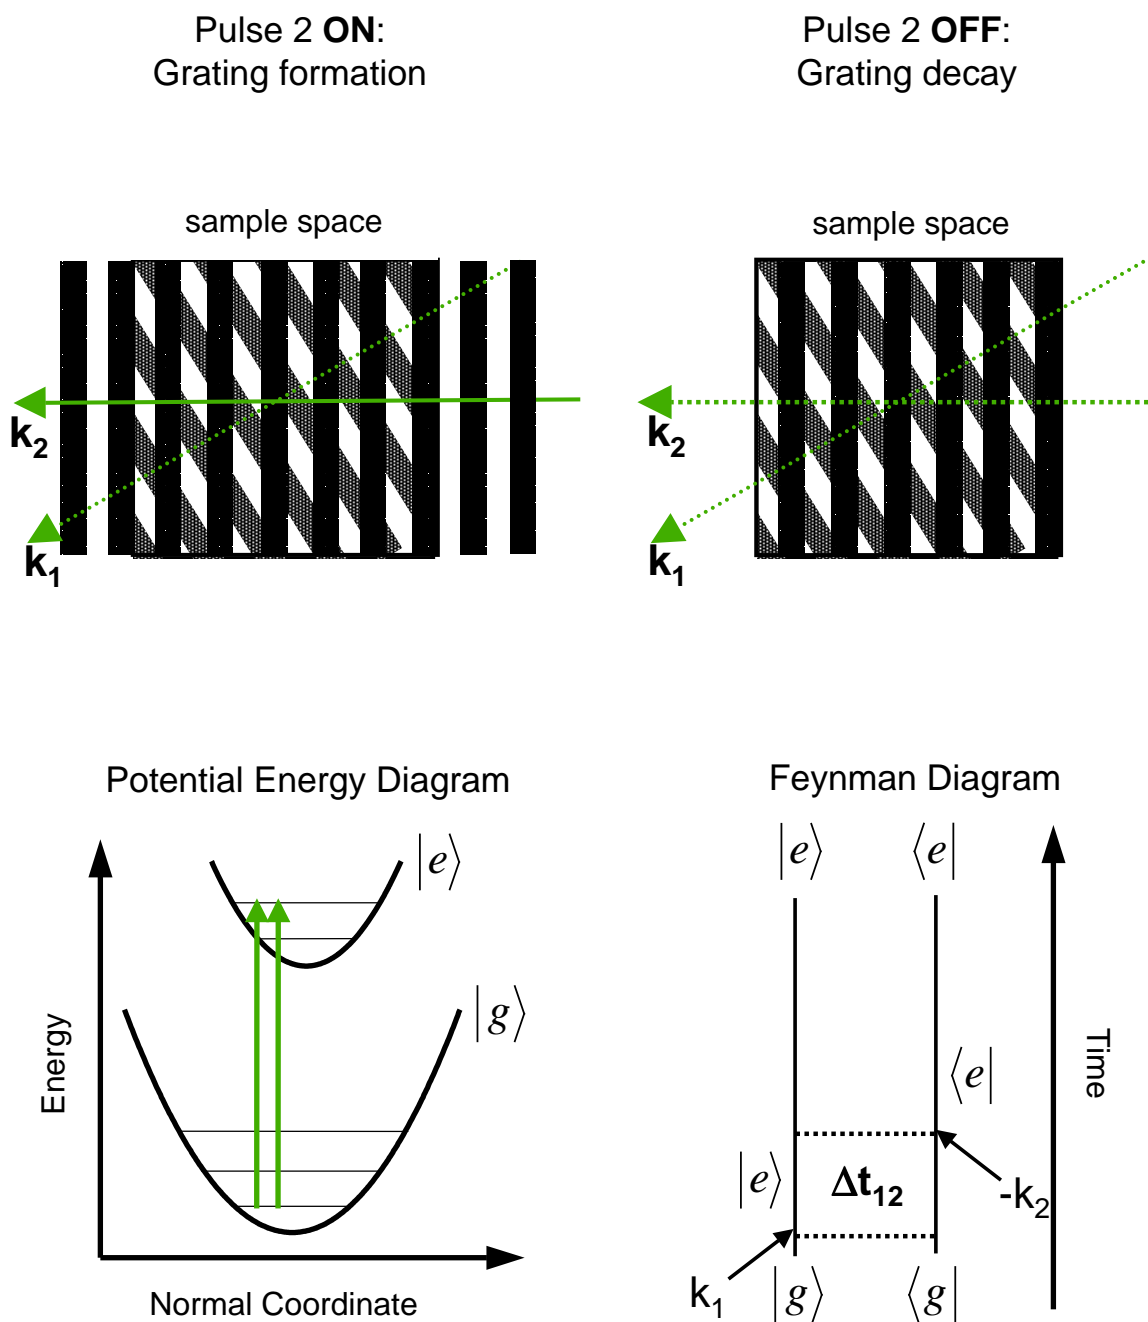 Pulse 2 ON:
Grating formation
Pulse 2 OFF:
Grating decay
sample space
sample space
k₂
k₁
k₂
k₁
Potential Energy Diagram
|e⟩
|g⟩
Energy
Normal Coordinate
Feynman Diagram
|e⟩ ⟨e|
⟨e|
|e⟩ Δt₁₂ -k₂
k₁ |g⟩ ⟨g|
Time